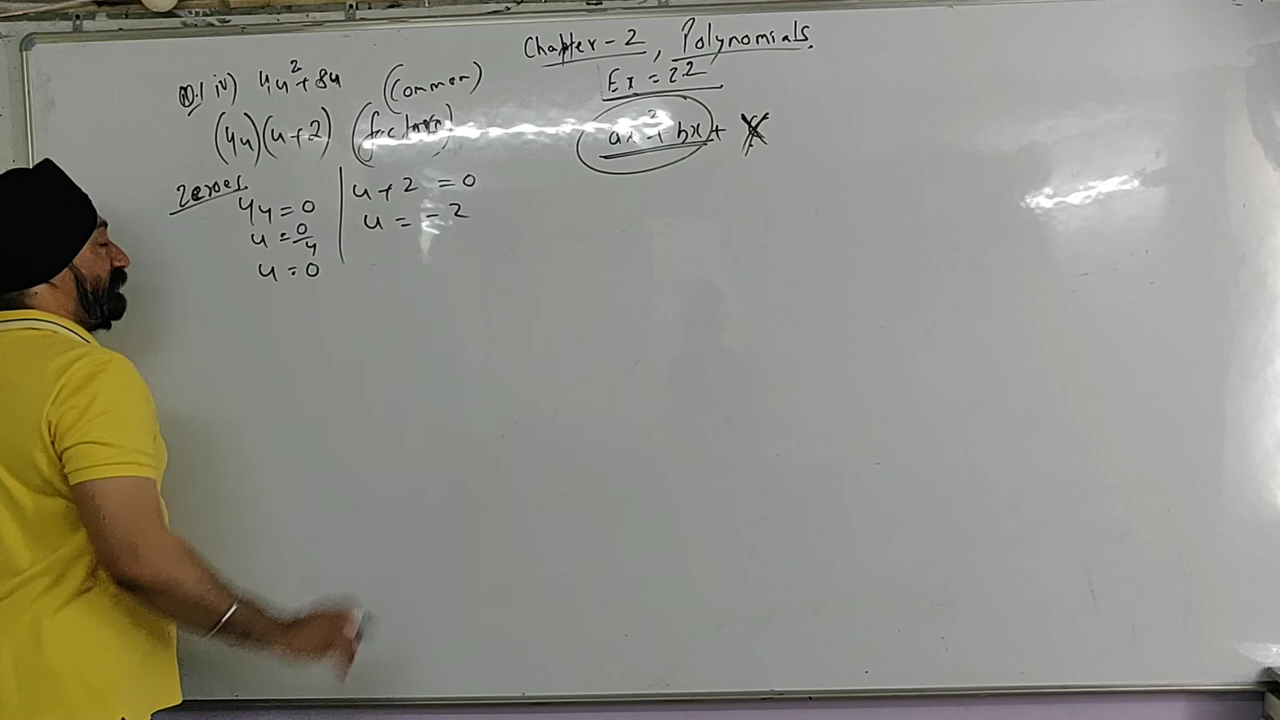 Chapter-2, Polynomials.
Ex = 2.2
Q.1 iv) 4u²+8u (Common)
(4u)(u+2) (factors)
ax²+bx+
Zeroes
4u=0 | u+2 =0
u=0/4 | u = -2
u=0